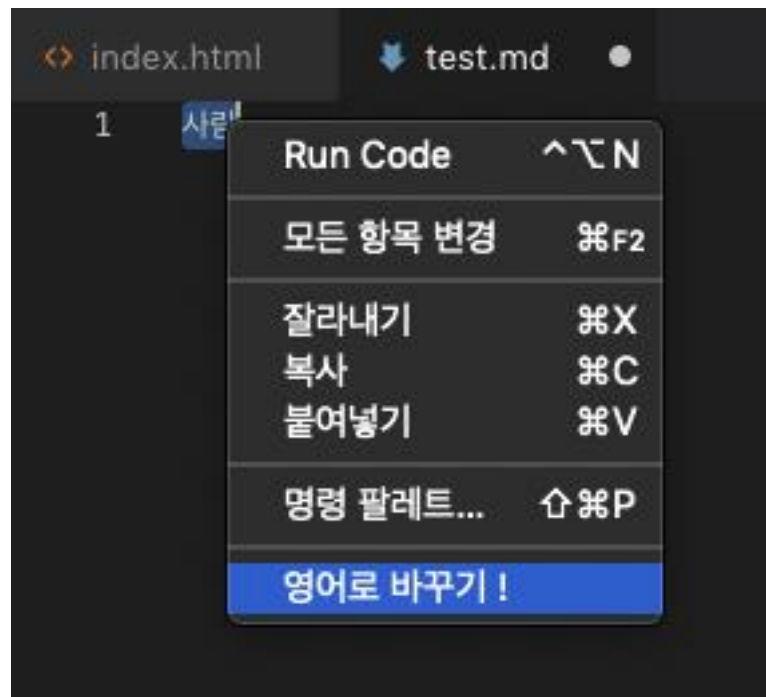 index.html test.md
1
Run Code ⌃⌥N
모든 항목 변경 ⌘F2
잘라내기 ⌘X
복사 ⌘C
붙여넣기 ⌘V
명령 팔레트... ⇧⌘P
영어로 바꾸기 !